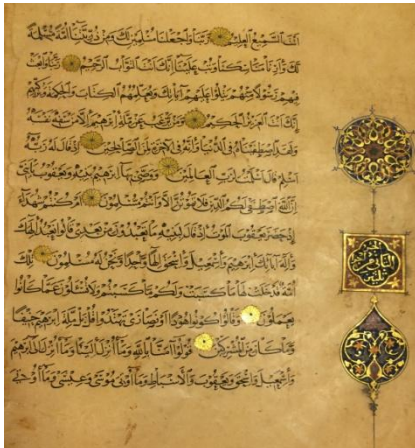 انت السميع العليم ربنا واجعلنا مسلمين لك ومن ذريتنا امة مسلمة
لك وارنا مناسكنا وتب علينا انك انت التواب الرحيم ربنا وابعث
فيهم رسولا منهم يتلوا عليهم آياتك ويعلمهم الكتاب والحكمة ويزكيهم
انك انت العزيز الحكيم ومن يرغب عن ملة ابرهيم الا من سفه نفسه
ولقد اصطفيناه في الدنيا وانه في الآخرة لمن الصالحين اذ قال له ربه
اسلم قال اسلمت لرب العالمين ووصى بها ابرهيم بنيه ويعقوب يا بني
ان الله اصطفى لكم الدين فلا تموتن الا وانتم مسلمون ام كنتم شهداء
اذ حضر يعقوب الموت اذ قال لبنيه ما تعبدون من بعدي قالوا نعبد الهك
واله آبائك ابرهيم واسمعيل واسحق الها واحدا ونحن له مسلمون تلك
امة قد خلت لها ما كسبت ولكم ما كسبتم ولا تسئلون عما كانوا
يعملون وقالوا كونوا هودا او نصارى تهتدوا قل بل ملة ابرهيم حنيفا
وما كان من المشركين قولوا آمنا بالله وما انزل الينا وما انزل الى ابرهيم
واسمعيل واسحق ويعقوب والاسباط وما اوتي موسى وعيسى وما اوتي